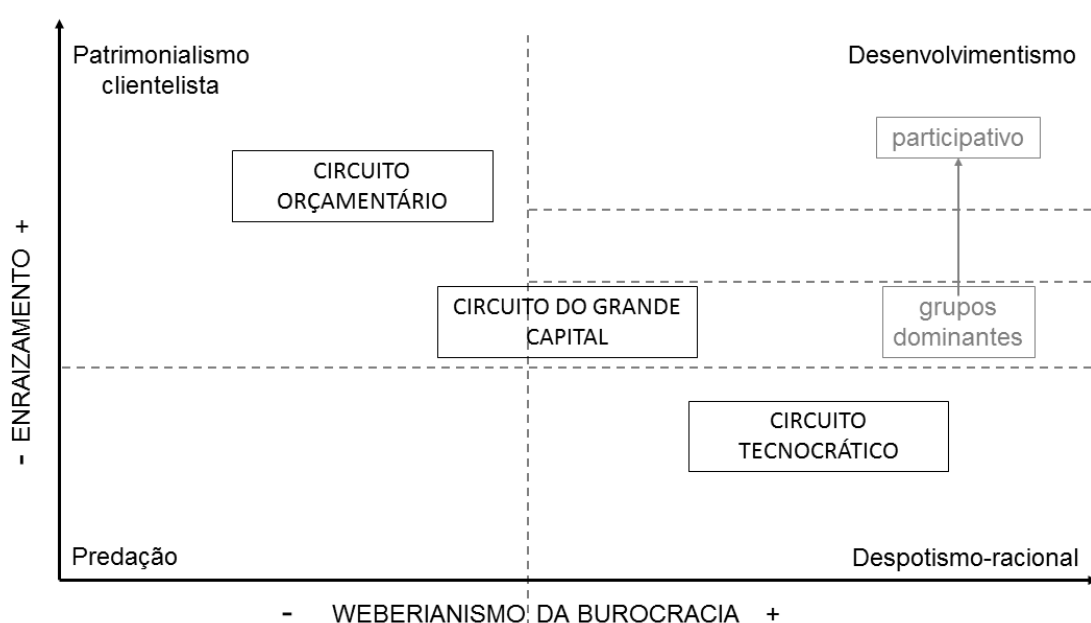 Patrimonialismo
clientelista
Desenvolvimentismo
participativo
CIRCUITO
ORÇAMENTÁRIO
CIRCUITO DO GRANDE
CAPITAL
grupos
dominantes
CIRCUITO
TECNOCRÁTICO
Predação
Despotismo-racional
- ENRAIZAMENTO +
- WEBERIANISMO DA BUROCRACIA +